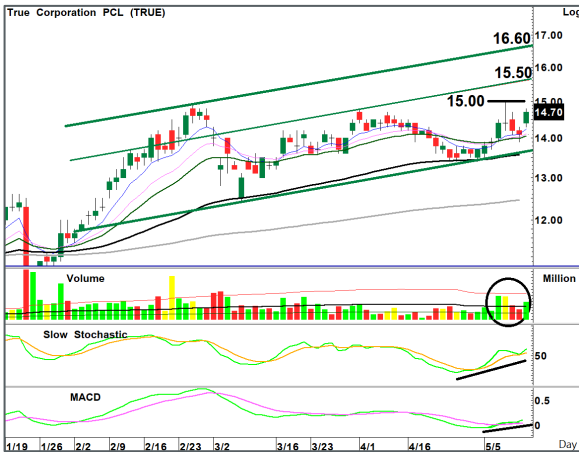 True Corporation PCL (TRUE)
Log
17.00
16.60
16.00
15.50
15.00
15.00
14.70
14.00
13.00
12.00
Volume
Million
Slow Stochastic
50
MACD
0.5
0
1/19 1/26 2/2 2/9 2/16 2/23 3/2 3/16 3/23 4/1 4/16 5/5 Day